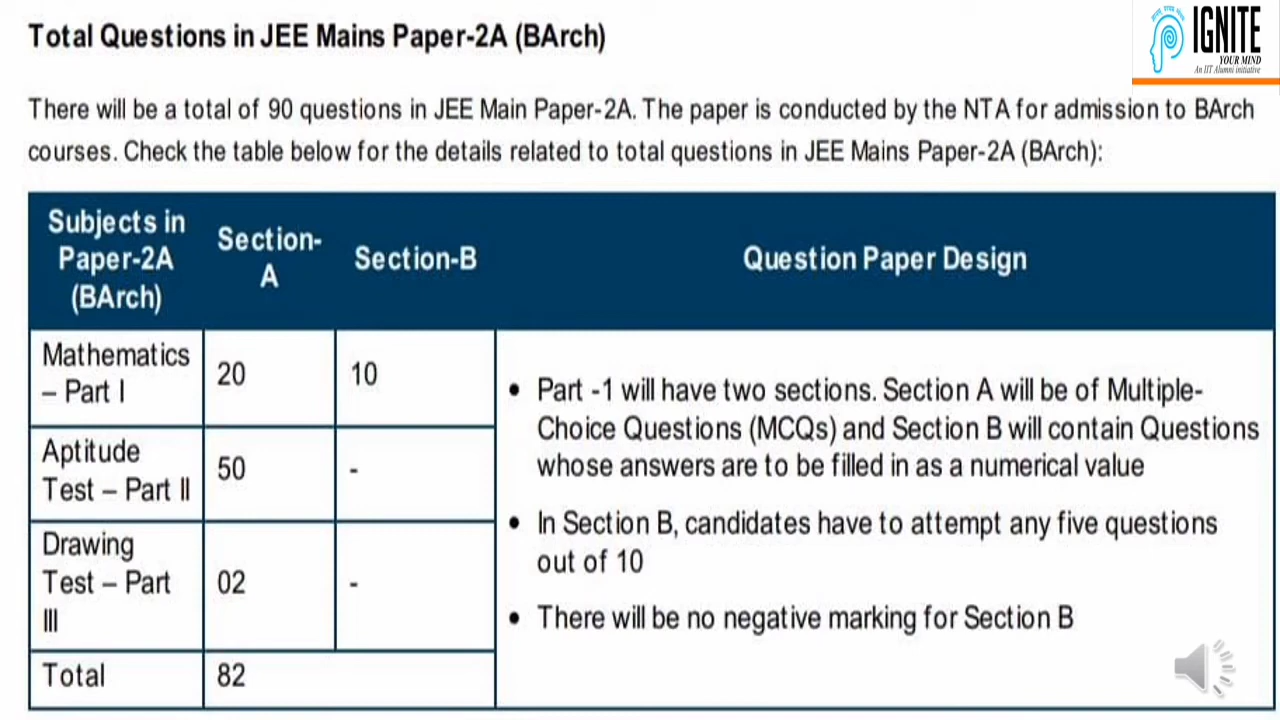 Total Questions in JEE Mains Paper-2A (BArch)
IGNITE
YOUR MIND
An IIT Alumni initiative
There will be a total of 90 questions in JEE Main Paper-2A. The paper is conducted by the NTA for admission to BArch
courses. Check the table below for the details related to total questions in JEE Mains Paper-2A (BArch):
Subjects in
Paper-2A
(BArch)
Section-
A
Section-B
Question Paper Design
Mathematics
– Part I
20
10
Aptitude
Test – Part II
50
-
Drawing
Test – Part
III
02
-
Total
82
• Part -1 will have two sections. Section A will be of Multiple-
Choice Questions (MCQs) and Section B will contain Questions
whose answers are to be filled in as a numerical value
• In Section B, candidates have to attempt any five questions
out of 10
• There will be no negative marking for Section B